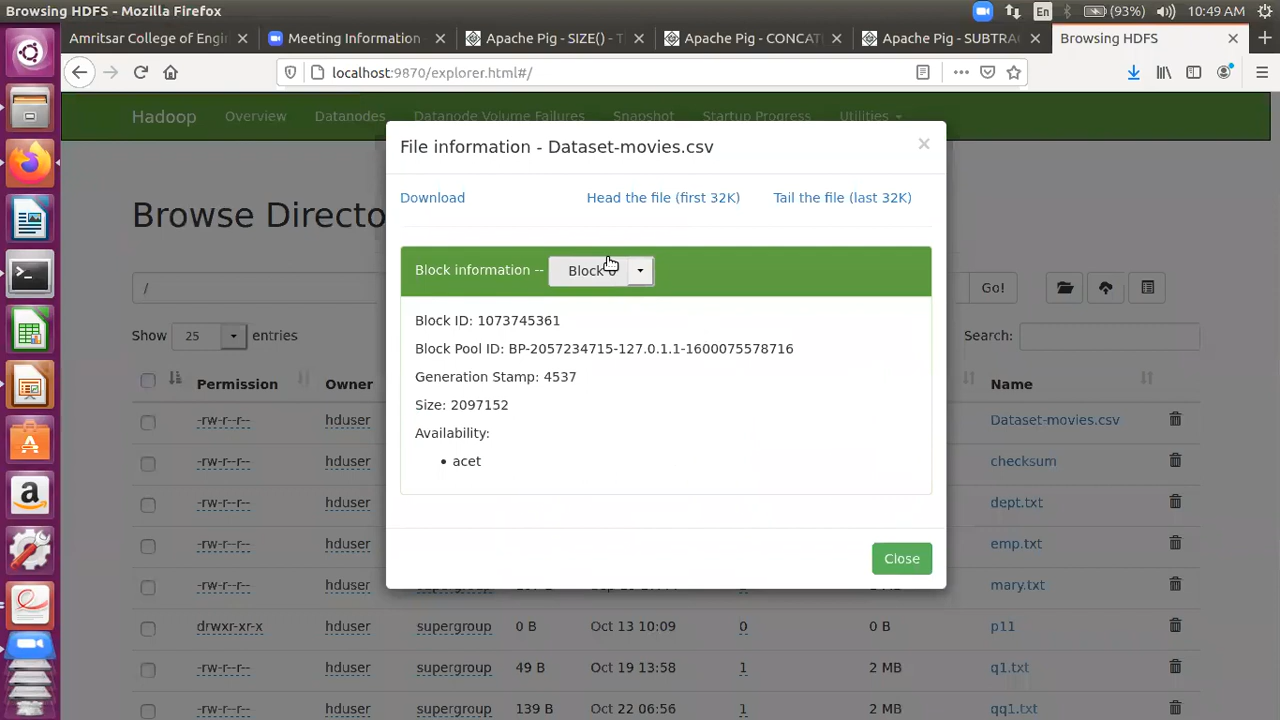 Browsing HDFS - Mozilla Firefox
En
(93%)
10:49 AM
Amritsar College of Engi
Meeting Information
Apache Pig - SIZE() - T
Apache Pig - CONCAT
Apache Pig - SUBTRA
Browsing HDFS
localhost:9870/explorer.html#/
Hadoop
Overview
Datanodes
Datanode Volume Failures
Snapshot
Startup Progress
Utilities
File information - Dataset-movies.csv
×
Download
Head the file (first 32K)
Tail the file (last 32K)
Browse Directo
Block information --
Block 0
/
Go!
Show 25 entries
Search:
Block ID: 1073745361
Block Pool ID: BP-2057234715-127.0.1.1-1600075578716
Generation Stamp: 4537
Size: 2097152
Availability:
• acet
Close
Permission
Owner
Name
-rw-r--r-- hduser Dataset-movies.csv
-rw-r--r-- hduser checksum
-rw-r--r-- hduser dept.txt
-rw-r--r-- hduser emp.txt
-rw-r--r-- hduser mary.txt
drwxr-xr-x hduser supergroup 0 B Oct 13 10:09 0 0 B p11
-rw-r--r-- hduser supergroup 49 B Oct 19 13:58 1 2 MB q1.txt
-rw-r--r-- hduser supergroup 139 B Oct 22 06:56 1 2 MB qq1.txt